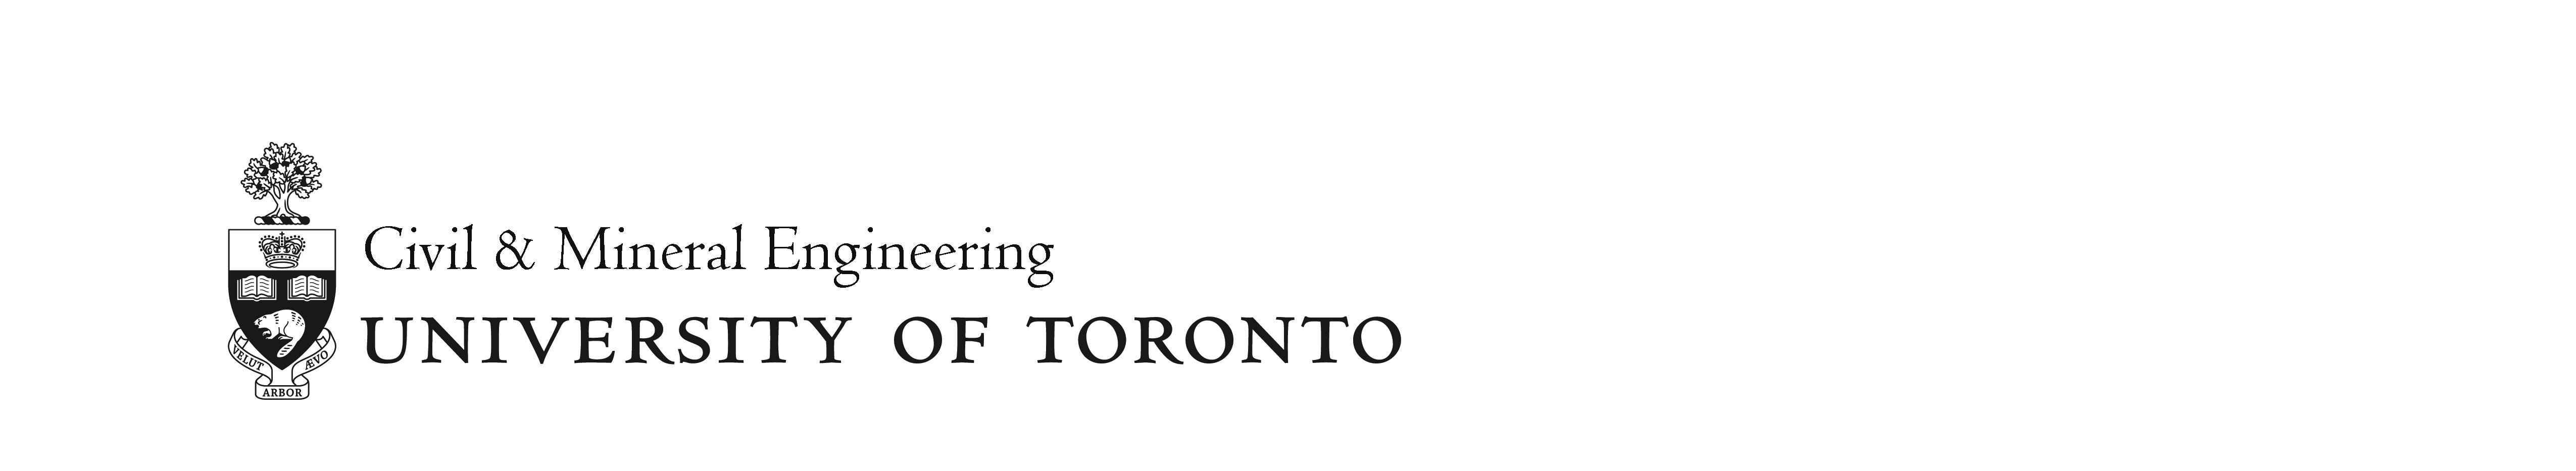 Civil & Mineral Engineering
UNIVERSITY OF TORONTO
VELUT ARBOR ÆVO